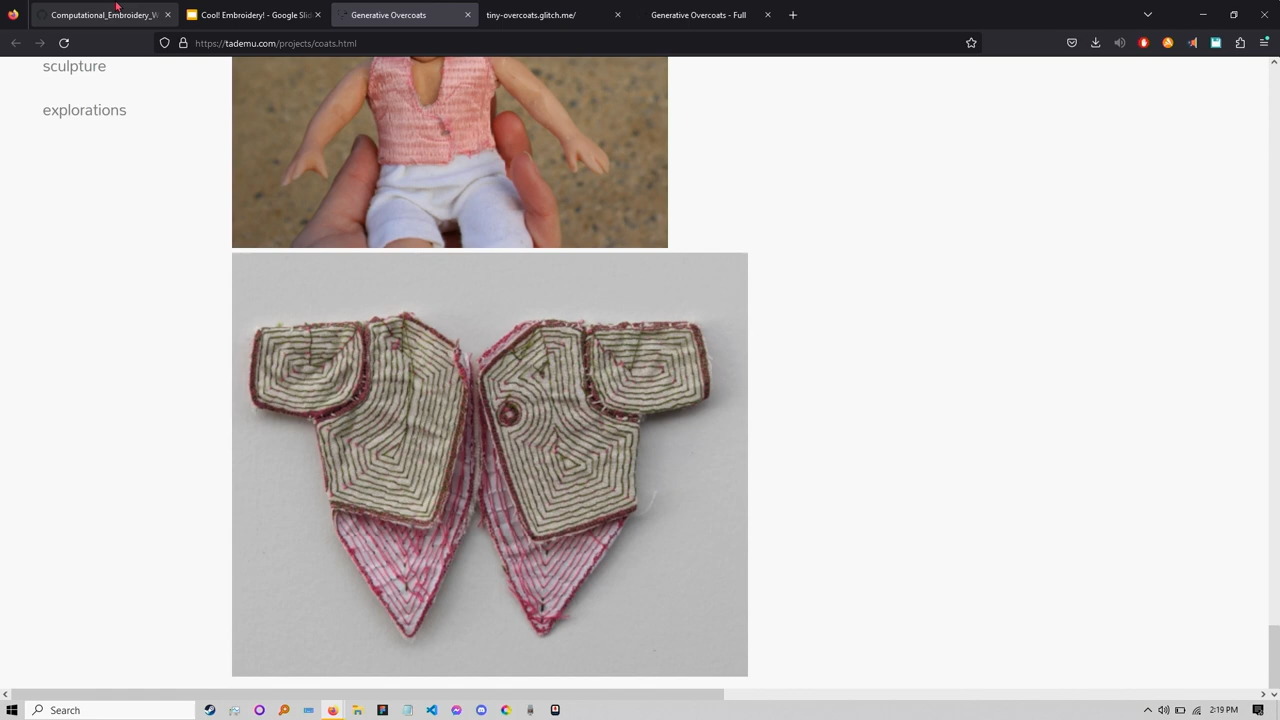 Computational_Embroidery_W
Cool! Embroidery! - Google Slid
Generative Overcoats
tiny-overcoats.glitch.me/
Generative Overcoats - Full
https://tademu.com/projects/coats.html
sculpture
explorations
Search
2:19 PM